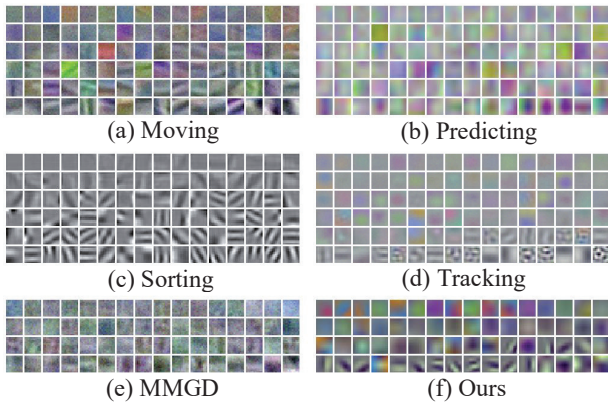 (a) Moving
(b) Predicting
(c) Sorting
(d) Tracking
(e) MMGD
(f) Ours